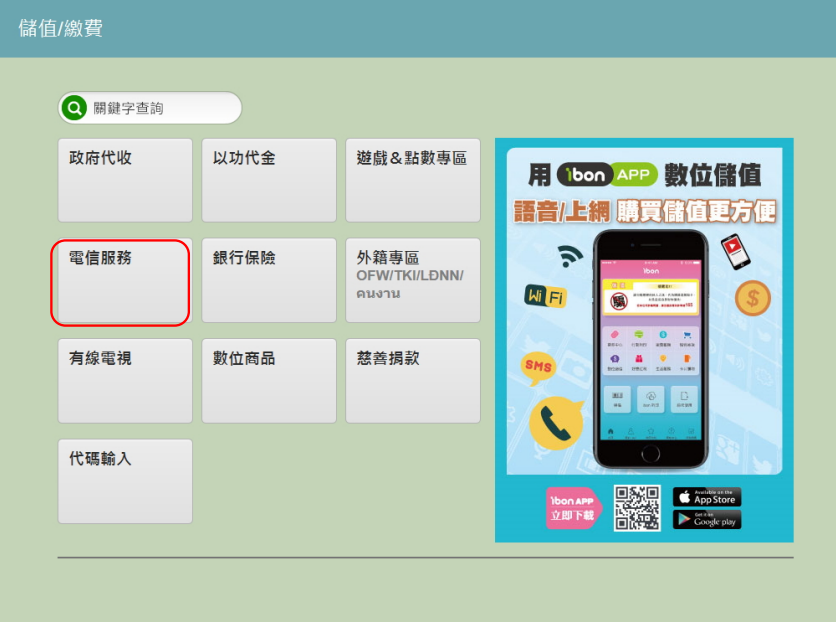 儲值/繳費
關鍵字查詢
政府代收
以功代金
遊戲&點數專區
電信服務
銀行保險
外籍專區
OFW/TKI/LĐNN/
คนงาน
有線電視
數位商品
慈善捐款
代碼輸入
用 ibon APP 數位儲值
語音/上網 購買儲值更方便
ibon
Wi Fi
SMS
ibon APP
立即下載
Available on the
App Store
Get it on
Google play